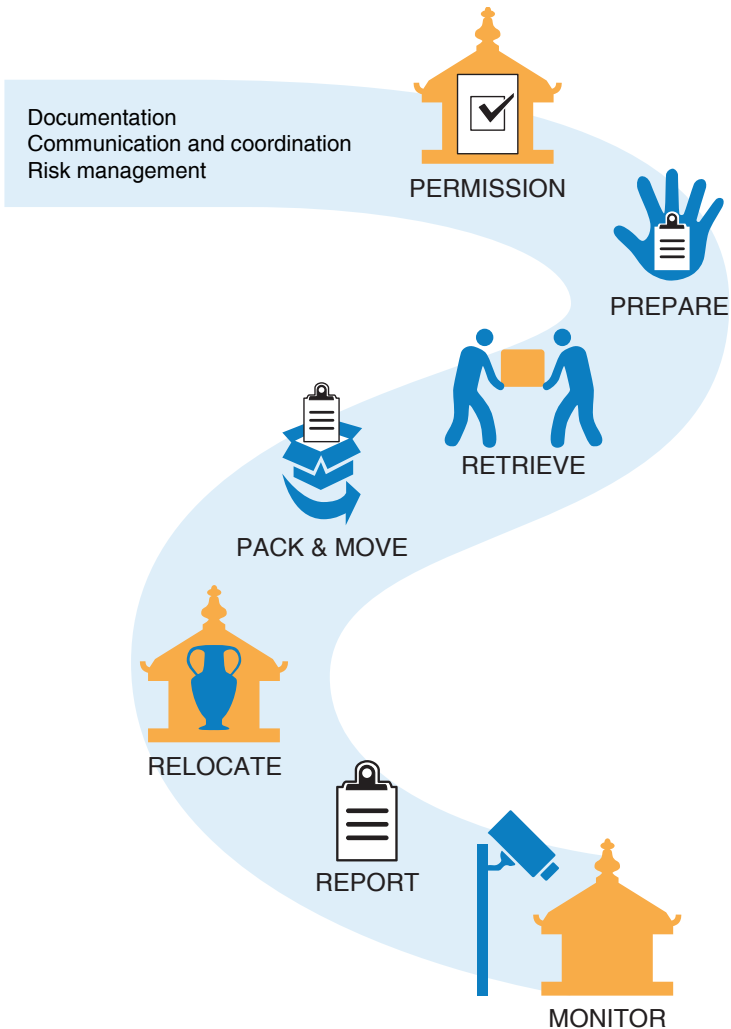 Documentation
Communication and coordination
Risk management
PERMISSION
PREPARE
RETRIEVE
PACK & MOVE
RELOCATE
REPORT
MONITOR